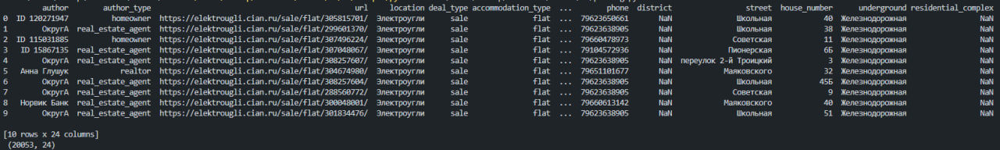 author author_type url location deal_type accommodation_type ... phone district street house_number underground residential_complex
0 ID 120271947 homeowner https://elektrougli.cian.ru/sale/flat/305815701/ Электроугли sale flat ... 79623650661 NaN Школьная 40 Железнодорожная NaN
1 ОкругА real_estate_agent https://elektrougli.cian.ru/sale/flat/299601370/ Электроугли sale flat ... 79623638905 NaN Школьная 38 Железнодорожная NaN
2 ID 115031885 homeowner https://elektrougli.cian.ru/sale/flat/307496224/ Электроугли sale flat ... 79660478973 NaN Советская 11 Железнодорожная NaN
3 ID 15867135 real_estate_agent https://elektrougli.cian.ru/sale/flat/307048067/ Электроугли sale flat ... 79104572936 NaN Пионерская 6Б Железнодорожная NaN
4 ОкругА real_estate_agent https://elektrougli.cian.ru/sale/flat/308257607/ Электроугли sale flat ... 79623638905 NaN переулок 2-й Троицкий 3 Железнодорожная NaN
5 Анна Глушук realtor https://elektrougli.cian.ru/sale/flat/304674980/ Электроугли sale flat ... 79651101677 NaN Маяковского 32 Железнодорожная NaN
6 ОкругА real_estate_agent https://elektrougli.cian.ru/sale/flat/308257604/ Электроугли sale flat ... 79623638905 NaN Школьная 45Б Железнодорожная NaN
7 ОкругА real_estate_agent https://elektrougli.cian.ru/sale/flat/288560772/ Электроугли sale flat ... 79623638905 NaN Советская 9 Железнодорожная NaN
8 Норвик Банк real_estate_agent https://elektrougli.cian.ru/sale/flat/300048001/ Электроугли sale flat ... 79660613142 NaN Маяковского 40 Железнодорожная NaN
9 ОкругА real_estate_agent https://elektrougli.cian.ru/sale/flat/301834476/ Электроугли sale flat ... 79623638905 NaN Школьная 51 Железнодорожная NaN
[10 rows x 24 columns]
(20053, 24)